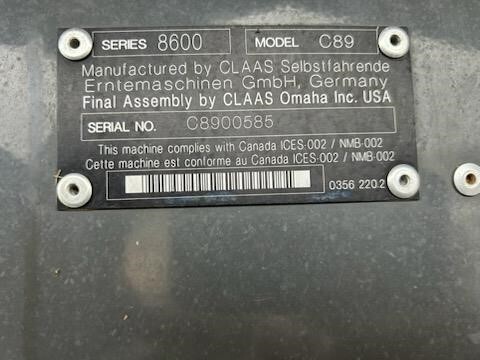 SERIES 8600 MODEL C89
Manufactured by CLAAS Selbstfahrende
Erntemaschinen GmbH, Germany
Final Assembly by CLAAS Omaha Inc. USA
SERIAL NO. C8900585
This machine complies with Canada ICES-002 / NMB-002
Cette machine est conforme au Canada ICES-002 / NMB-002
0356 220.2